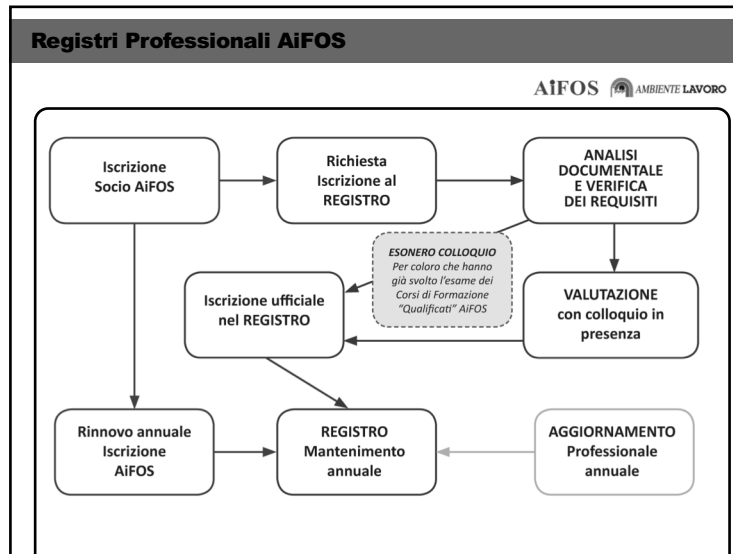 Registri Professionali AiFOS
AiFOS AMBIENTE LAVORO
Iscrizione
Socio AiFOS
Richiesta
Iscrizione al
REGISTRO
ANALISI
DOCUMENTALE
E VERIFICA
DEI REQUISITI
ESONERO COLLOQUIO
Per coloro che hanno
già svolto l'esame dei
Corsi di Formazione
"Qualificati" AiFOS
Iscrizione ufficiale
nel REGISTRO
VALUTAZIONE
con colloquio in
presenza
Rinnovo annuale
Iscrizione
AiFOS
REGISTRO
Mantenimento
annuale
AGGIORNAMENTO
Professionale
annuale